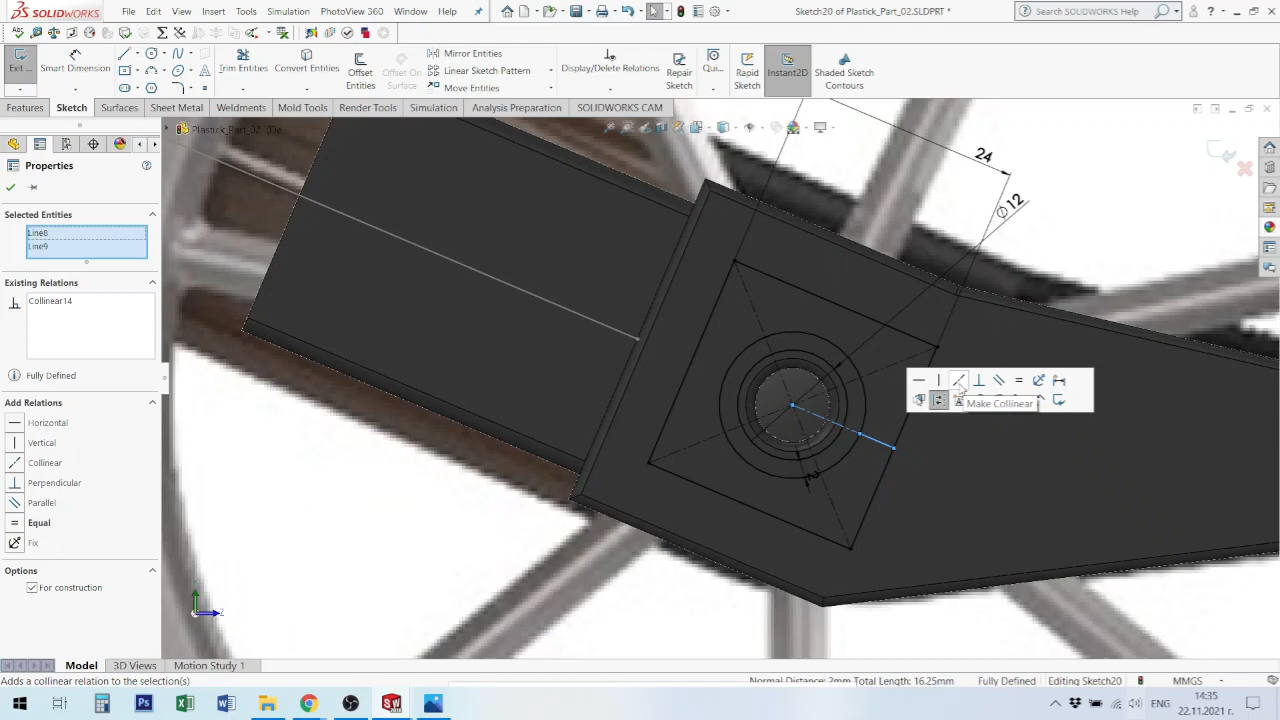 SOLIDWORKS File Edit View Insert Tools Simulation PhotoView 360 Window Help Sketch20 of Plastick_Part_02.SLDPRT * Search SOLIDWORKS Help
Exit ... Smart Dimension Trim Entities Convert Entities Offset Entities Offset On Surface Mirror Entities Display/Delete Relations Repair Sketch Qui... Rapid Sketch Instant2D Shaded Sketch Contours
Linear Sketch Pattern
Move Entities
Features Sketch Surfaces Sheet Metal Weldments Mold Tools Render Tools Simulation Analysis Preparation SOLIDWORKS CAM
Plastick_Part_02 (De
Properties
Selected Entities
Line8
Line9
Existing Relations
Collinear14
Fully Defined
Add Relations
Horizontal
Vertical
Collinear
Perpendicular
Parallel
Equal
Fix
Options
For construction
24
∅12
2
Make Collinear
Z
Model 3D Views Motion Study 1
Adds a collinear relation to the selection(s) Normal Distance: 2mm Total Length: 16.25mm Fully Defined Editing Sketch20 MMGS
ENG 14:35
22.11.2021 г.